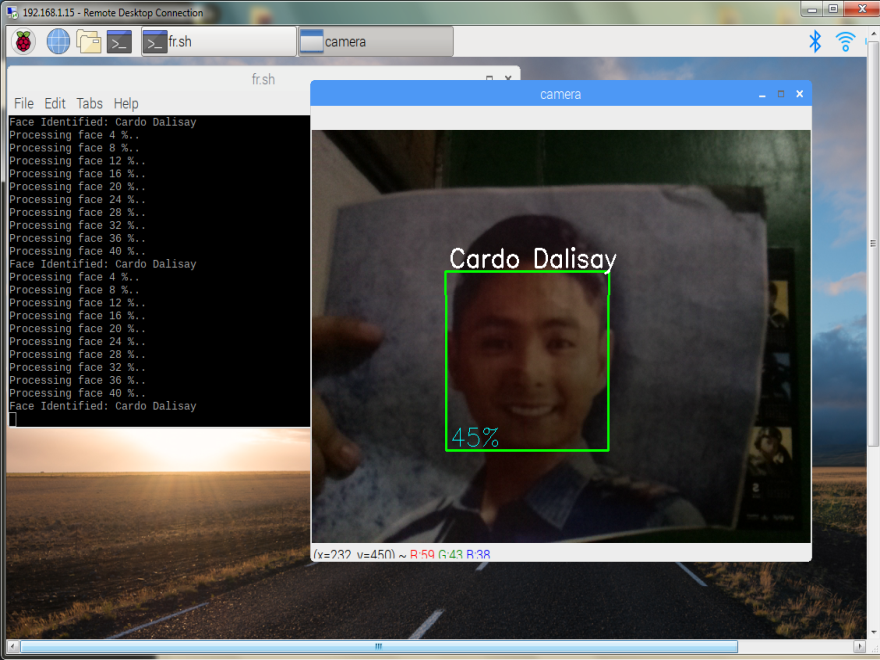 192.168.1.15 - Remote Desktop Connection
fr.sh
camera
fr.sh
File Edit Tabs Help
Face Identified: Cardo Dalisay
Processing face 4 %..
Processing face 8 %..
Processing face 12 %..
Processing face 16 %..
Processing face 20 %..
Processing face 24 %..
Processing face 28 %..
Processing face 32 %..
Processing face 36 %..
Processing face 40 %..
Face Identified: Cardo Dalisay
Processing face 4 %..
Processing face 8 %..
Processing face 12 %..
Processing face 16 %..
Processing face 20 %..
Processing face 24 %..
Processing face 28 %..
Processing face 32 %..
Processing face 36 %..
Processing face 40 %..
Face Identified: Cardo Dalisay
camera
Cardo Dalisay
45%
(x=232, y=450) ~ R:59 G:43 B:38